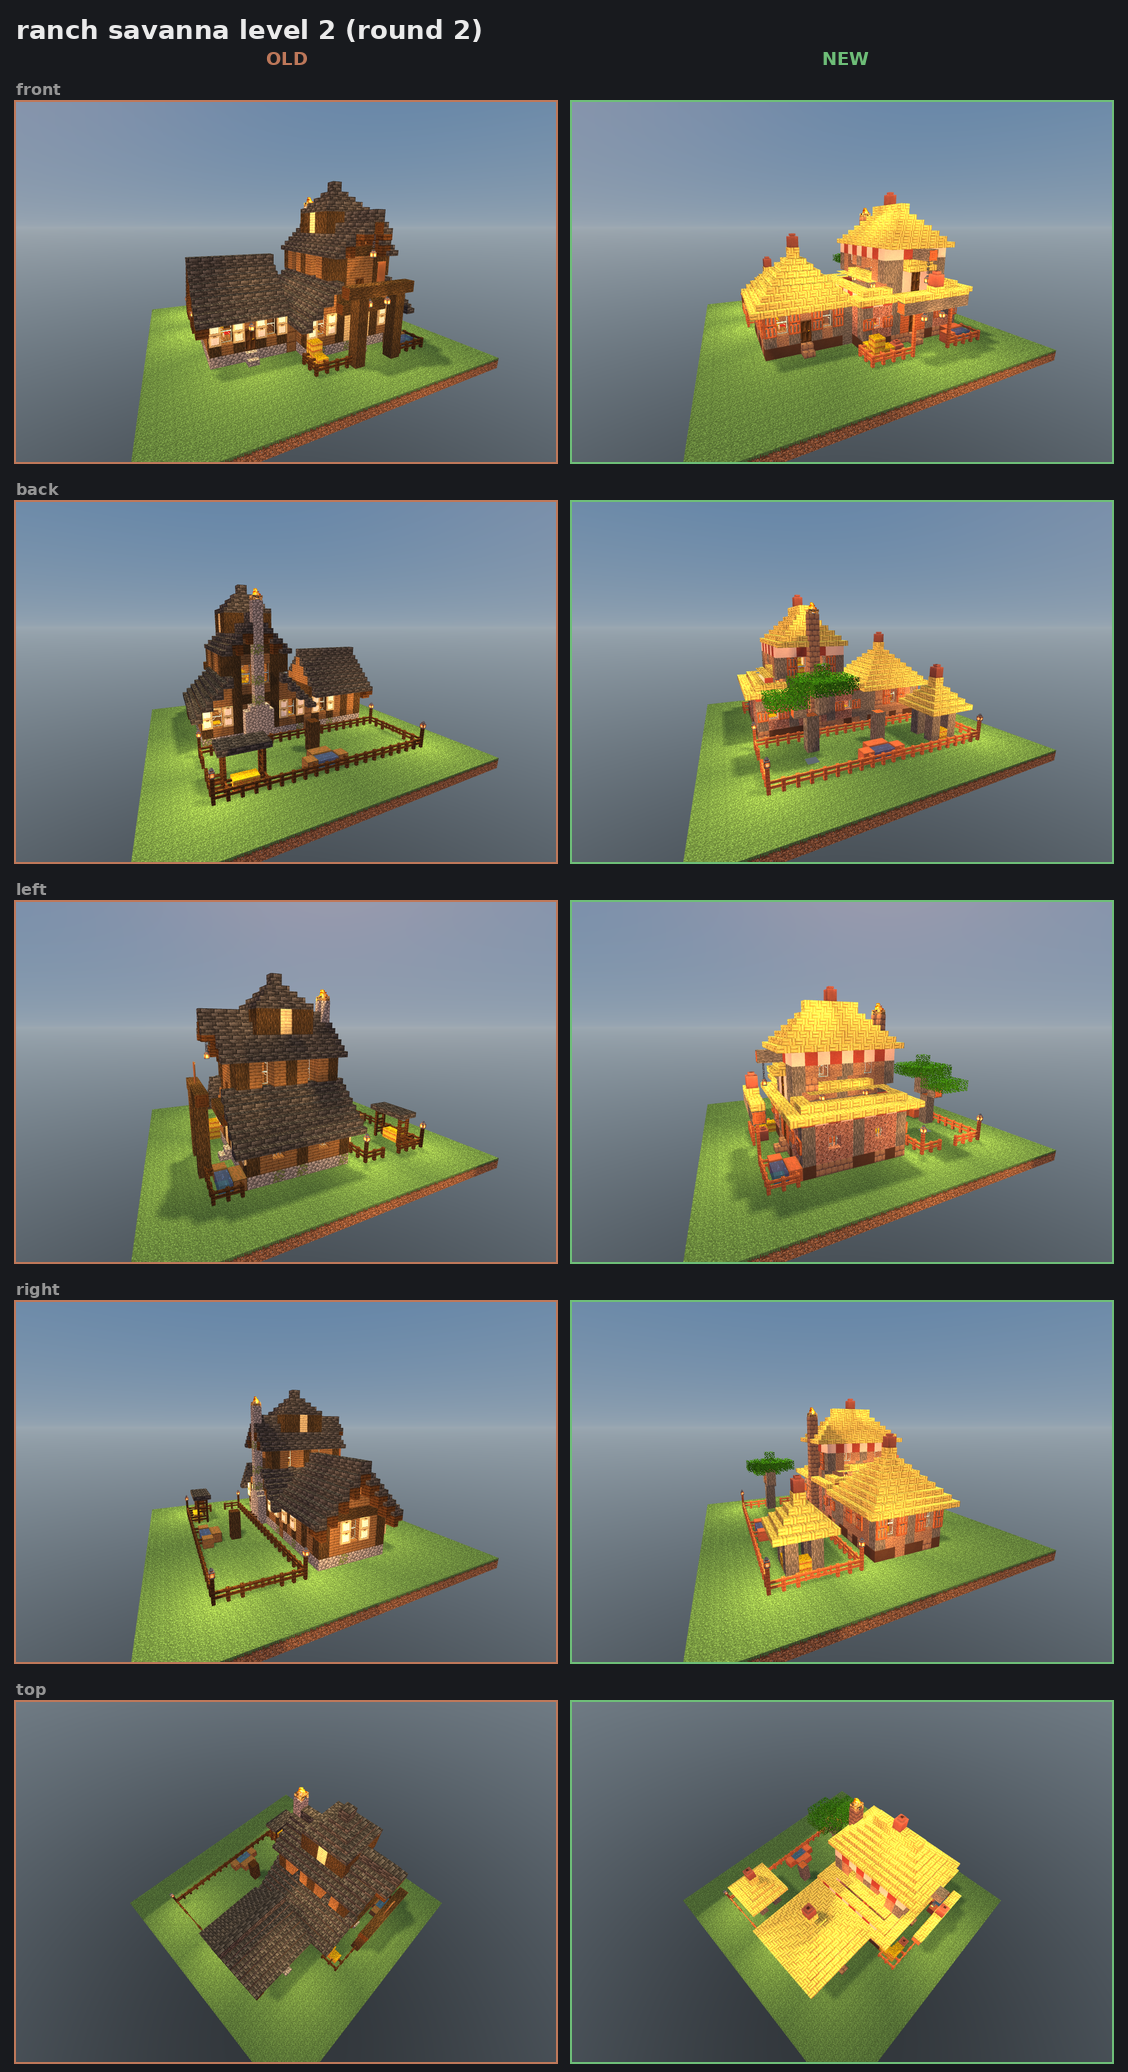 ranch savanna level 2 (round 2)
OLD
NEW
front
back
left
right
top